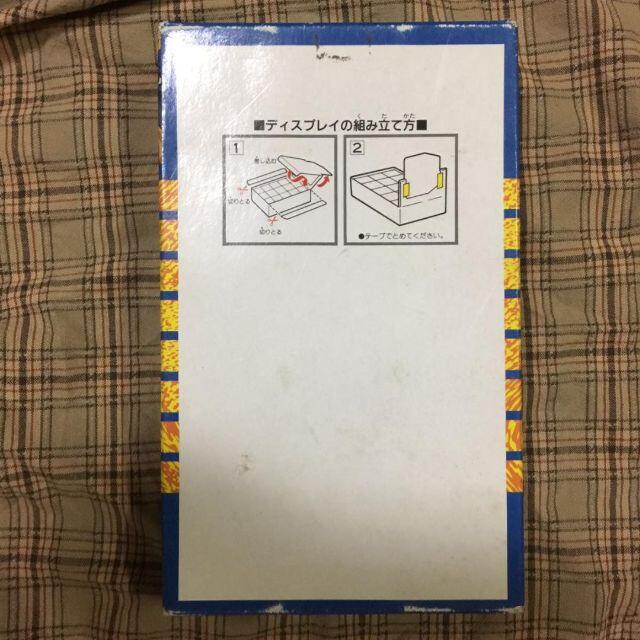 ■ディスプレイの組み立て方■
1
差し込む
切りとる
切りとる
2
●テープでとめてください。